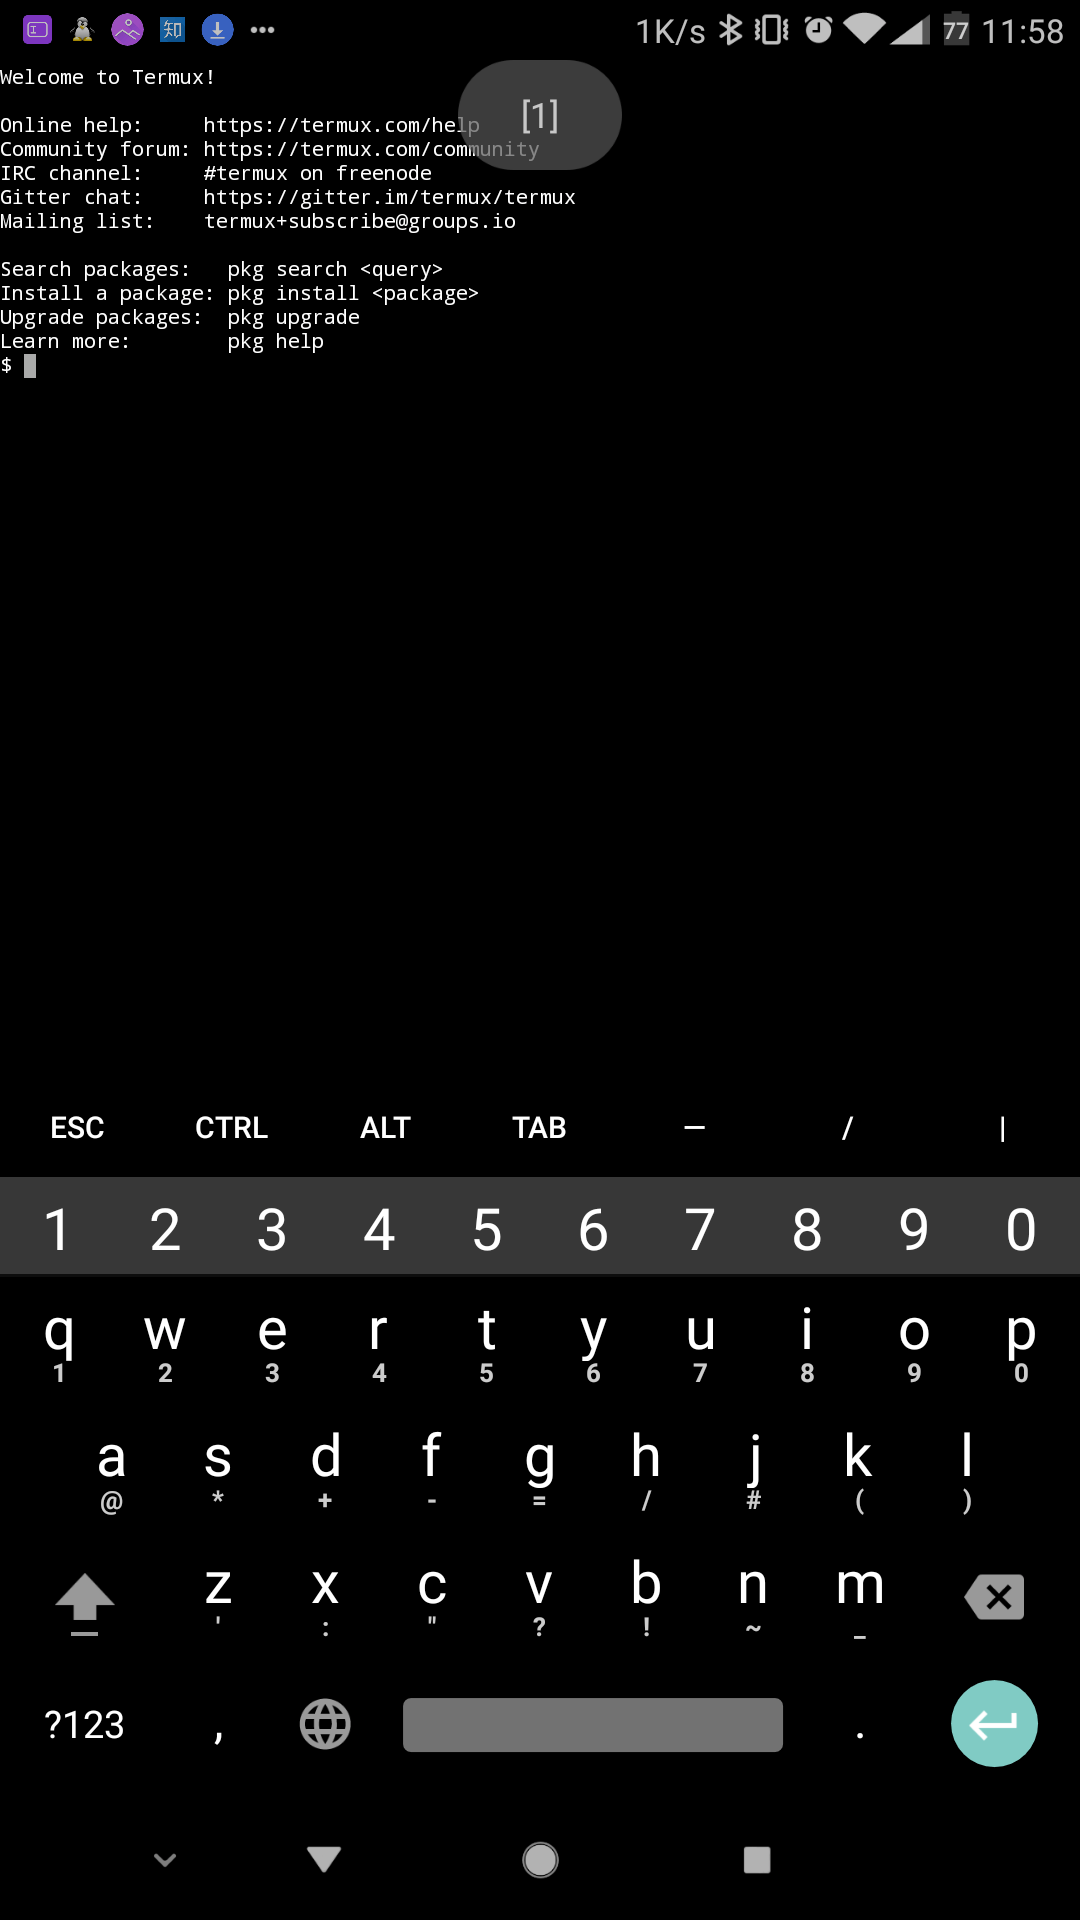 知 1K/s 77 11:58
Welcome to Termux!
[1]
Online help:     https://termux.com/help
Community forum: https://termux.com/community
IRC channel:     #termux on freenode
Gitter chat:     https://gitter.im/termux/termux
Mailing list:    termux+subscribe@groups.io
Search packages:   pkg search <query>
Install a package: pkg install <package>
Upgrade packages:  pkg upgrade
Learn more:        pkg help
$
ESC CTRL ALT TAB — / |
1 2 3 4 5 6 7 8 9 0
q w e r t y u i o p
1 2 3 4 5 6 7 8 9 0
a s d f g h j k l
@ * + - = / # ( )
z x c v b n m
' : " ? ! ~ _
?123 , .